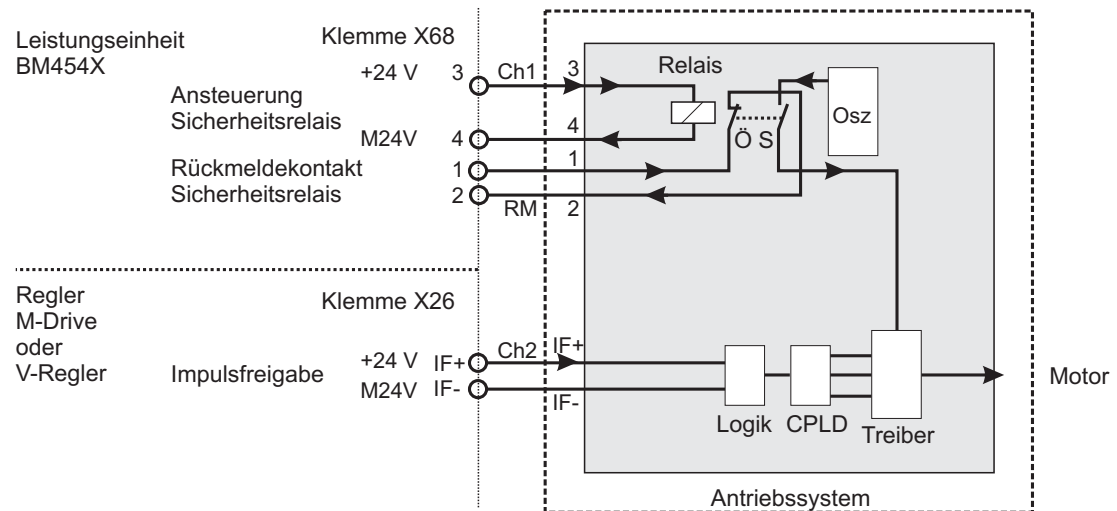 Leistungseinheit
BM454X
Klemme X68
+24 V 3 Ch1 3
Relais
Ansteuerung
Sicherheitsrelais
M24V 4 4
Osz
Ö S
Rückmeldekontakt
Sicherheitsrelais
1 1
2 RM 2
Regler
M-Drive
oder
V-Regler
Klemme X26
Impulsfreigabe
+24 V IF+ Ch2 IF+
M24V IF- IF-
Logik CPLD Treiber
Motor
Antriebssystem